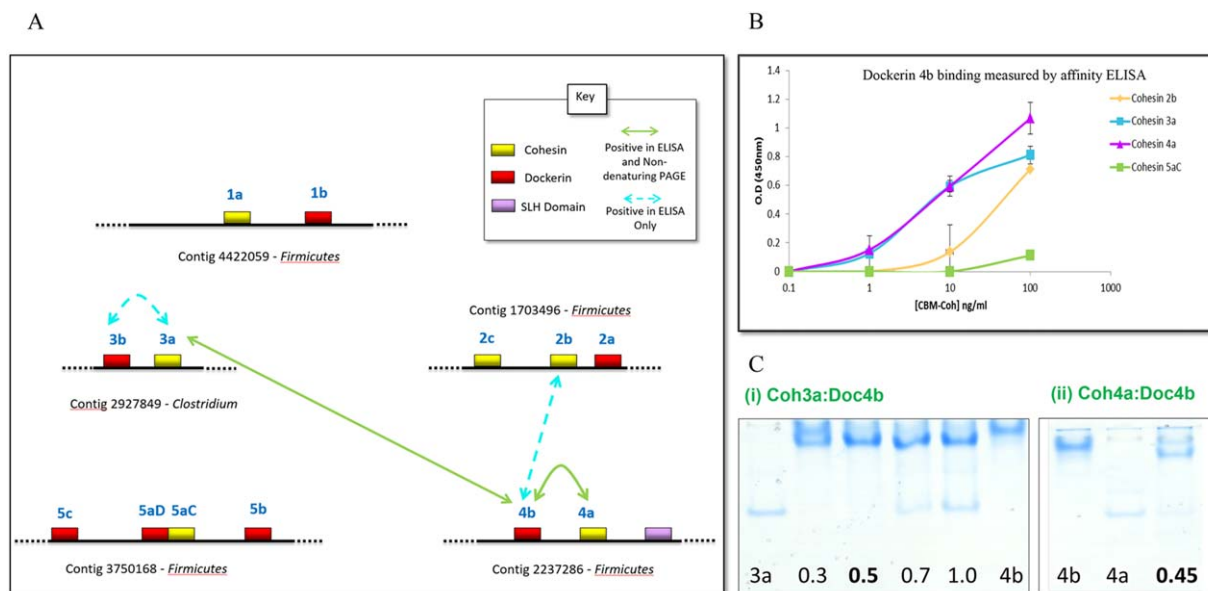 A
Key
Cohesin
Dockerin
SLH Domain
Positive in ELISA
and Non-
denaturing PAGE
Positive in ELISA
Only
1a 1b
Contig 4422059 - Firmicutes
3b 3a
Contig 2927849 - Clostridium
Contig 1703496 - Firmicutes
2c 2b 2a
5c 5aD 5aC 5b
Contig 3750168 - Firmicutes
4b 4a
Contig 2237286 - Firmicutes
B
Dockerin 4b binding measured by affinity ELISA
1.4
1.2
1
0.8
0.6
0.4
0.2
0
O.D (450nm)
0.1 1 10 100 1000
[CBM-Coh] ng/ml
Cohesin 2b
Cohesin 3a
Cohesin 4a
Cohesin 5aC
C
(i) Coh3a:Doc4b
3a 0.3 0.5 0.7 1.0 4b
(ii) Coh4a:Doc4b
4b 4a 0.45